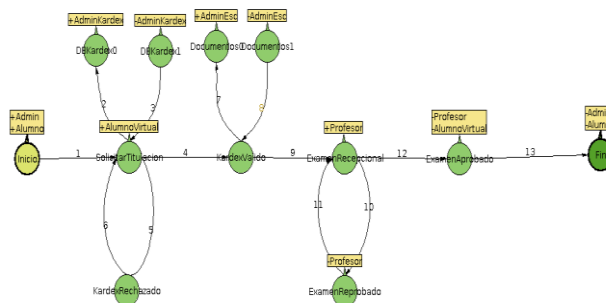 +AdminKardex
-AdminKardex
+AdminEsc
-AdminEsc
DBKardex0
DBKardex1
Documentos0
Documentos1
2
3
7
8
+Admin
+Alumno
+AlumnoVirtual
+Profesor
-Profesor
-AlumnoVirtual
-Admin
-Alum
1
4
9
12
13
Inicio
SolicitarTitulacion
KardexValido
ExamenRecepcional
ExamenAprobado
Fin
6
5
11
10
-Profesor
KardexRechazado
ExamenReprobado